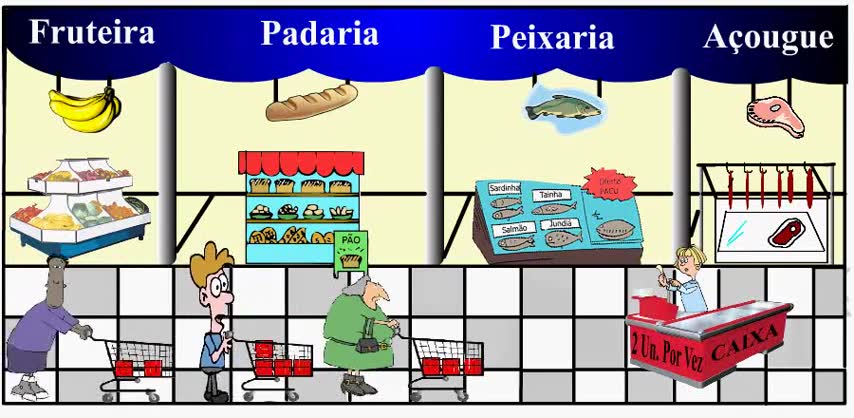 Fruteira
Padaria
Peixaria
Açougue
Oferta
PACU
Sardinha
Tainha
Salmão
Jundiá
PÃO
2 Un. Por Vez
CAIXA